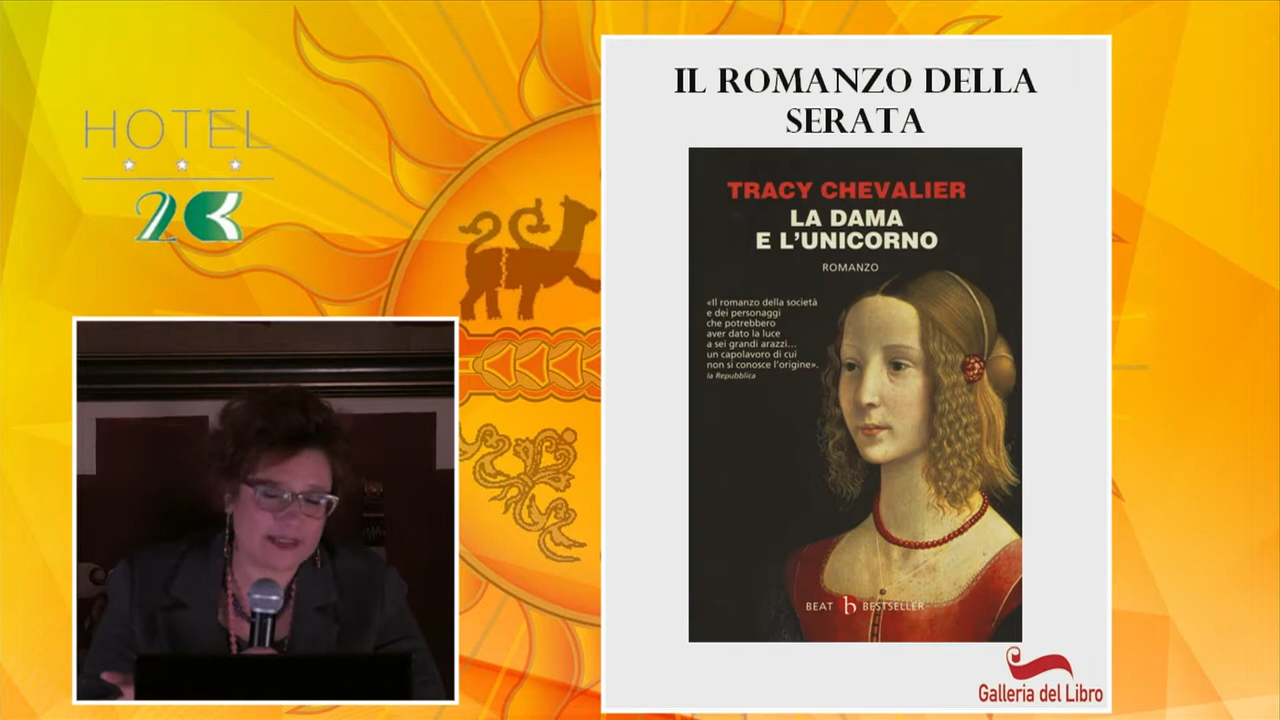 HOTEL
2C
IL ROMANZO DELLA
SERATA
TRACY CHEVALIER
LA DAMA
E L'UNICORNO
ROMANZO
«Il romanzo della società
e dei personaggi
che potrebbero
aver dato la luce
a sei grandi arazzi...
un capolavoro di cui
non si conosce l'origine».
la Repubblica
BEAT b BESTSELLER
Galleria del Libro